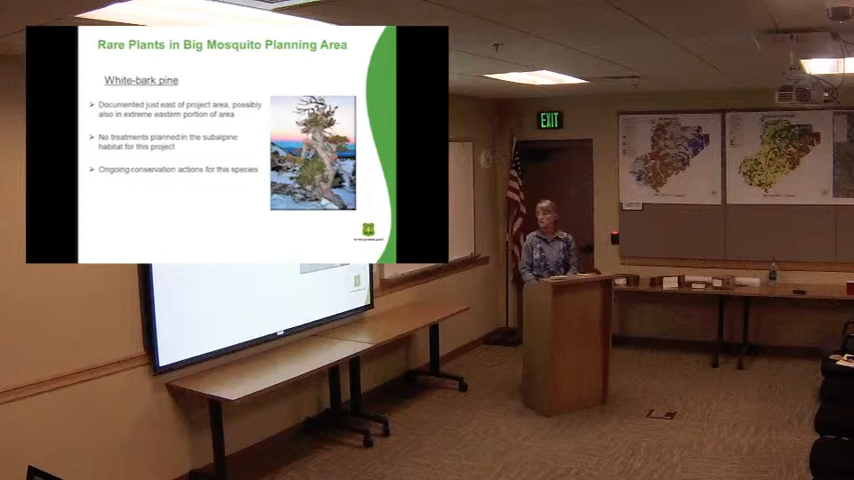 Rare Plants in Big Mosquito Planning Area
White-bark pine
➢ Documented just east of project area, possibly
also in extreme eastern portion of area
➢ No treatments planned in the subalpine
habitat for this project
➢ Ongoing conservation actions for this species
EXIT